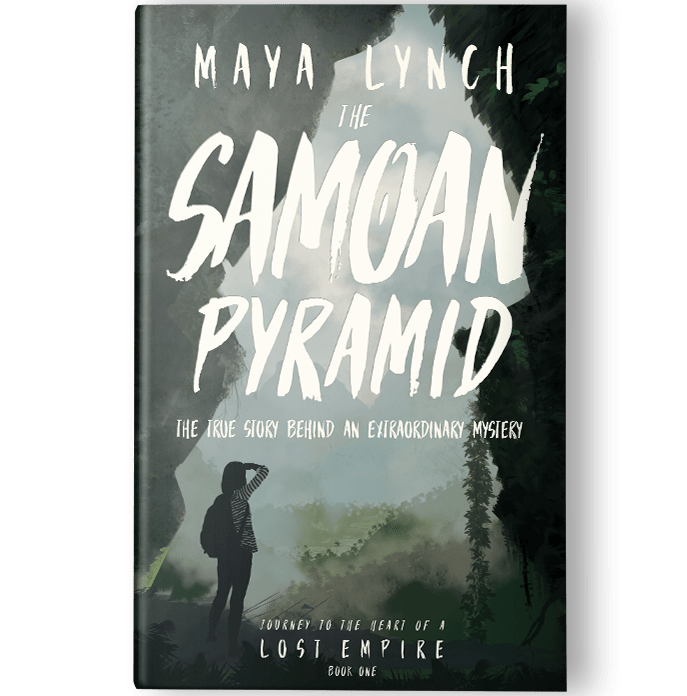 MAYA LYNCH
THE
SAMOAN
PYRAMID
THE TRUE STORY BEHIND AN EXTRAORDINARY MYSTERY
JOURNEY TO THE HEART OF A
LOST EMPIRE
BOOK ONE